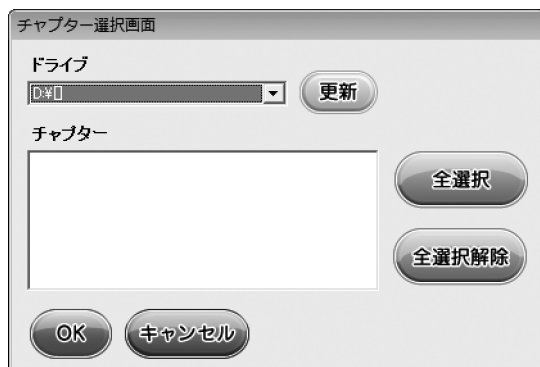 チャプター選択画面
ドライブ
D:¥[]
更新
チャプター
全選択
全選択解除
OK
キャンセル